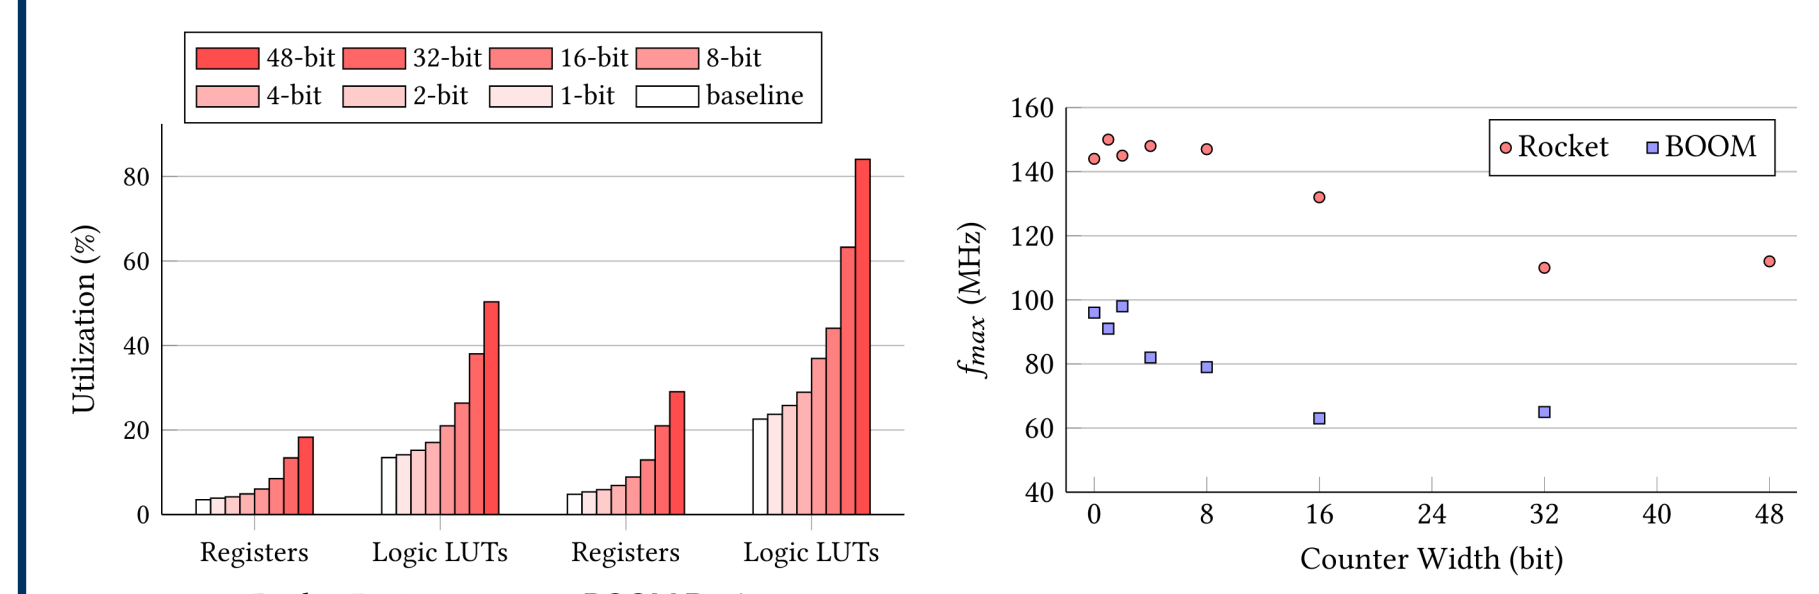 48-bit 32-bit 16-bit 8-bit
4-bit 2-bit 1-bit baseline
80
60
40
20
0
Utilization (%)
Registers Logic LUTs Registers Logic LUTs
160
140
120
100
80
60
40
fmax (MHz)
Rocket BOOM
0 8 16 24 32 40 48
Counter Width (bit)